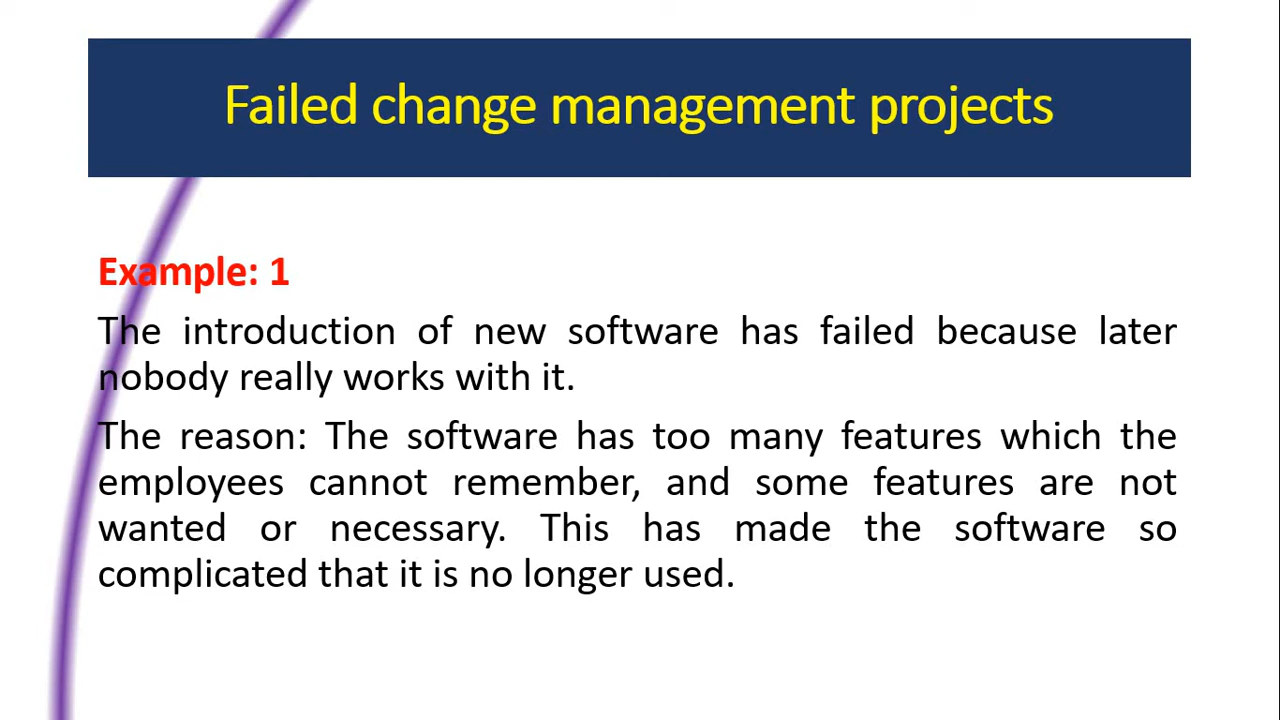 Failed change management projects
Example: 1
The introduction of new software has failed because later
nobody really works with it.
The reason: The software has too many features which the
employees cannot remember, and some features are not
wanted or necessary. This has made the software so
complicated that it is no longer used.